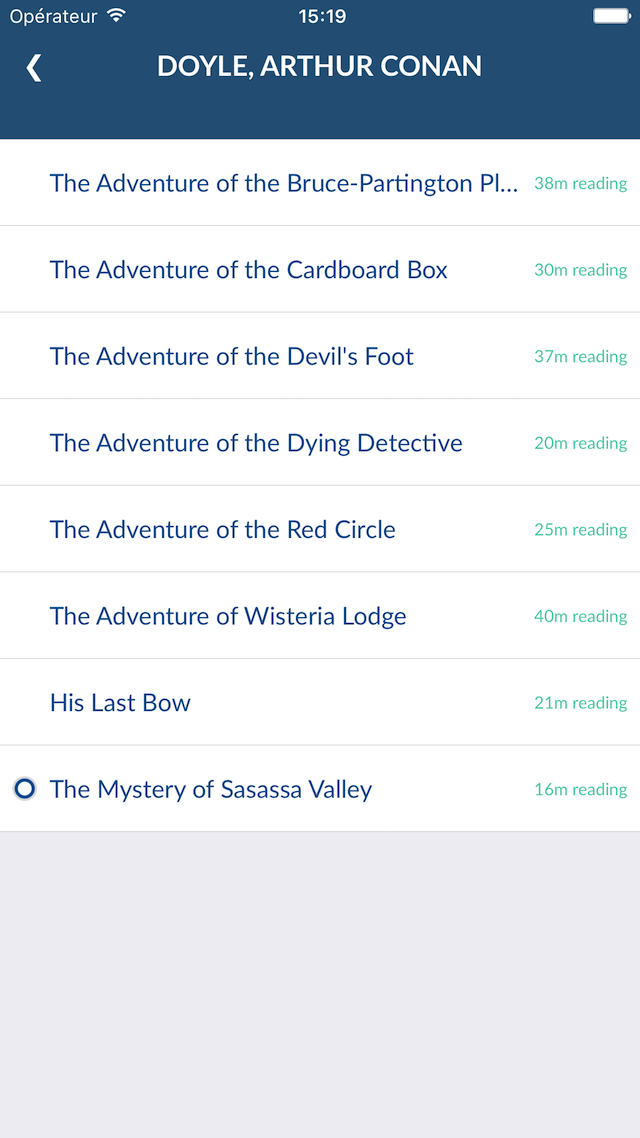 Opérateur 15:19
❮ DOYLE, ARTHUR CONAN
The Adventure of the Bruce-Partington Pl... 38m reading
The Adventure of the Cardboard Box 30m reading
The Adventure of the Devil's Foot 37m reading
The Adventure of the Dying Detective 20m reading
The Adventure of the Red Circle 25m reading
The Adventure of Wisteria Lodge 40m reading
His Last Bow 21m reading
The Mystery of Sasassa Valley 16m reading